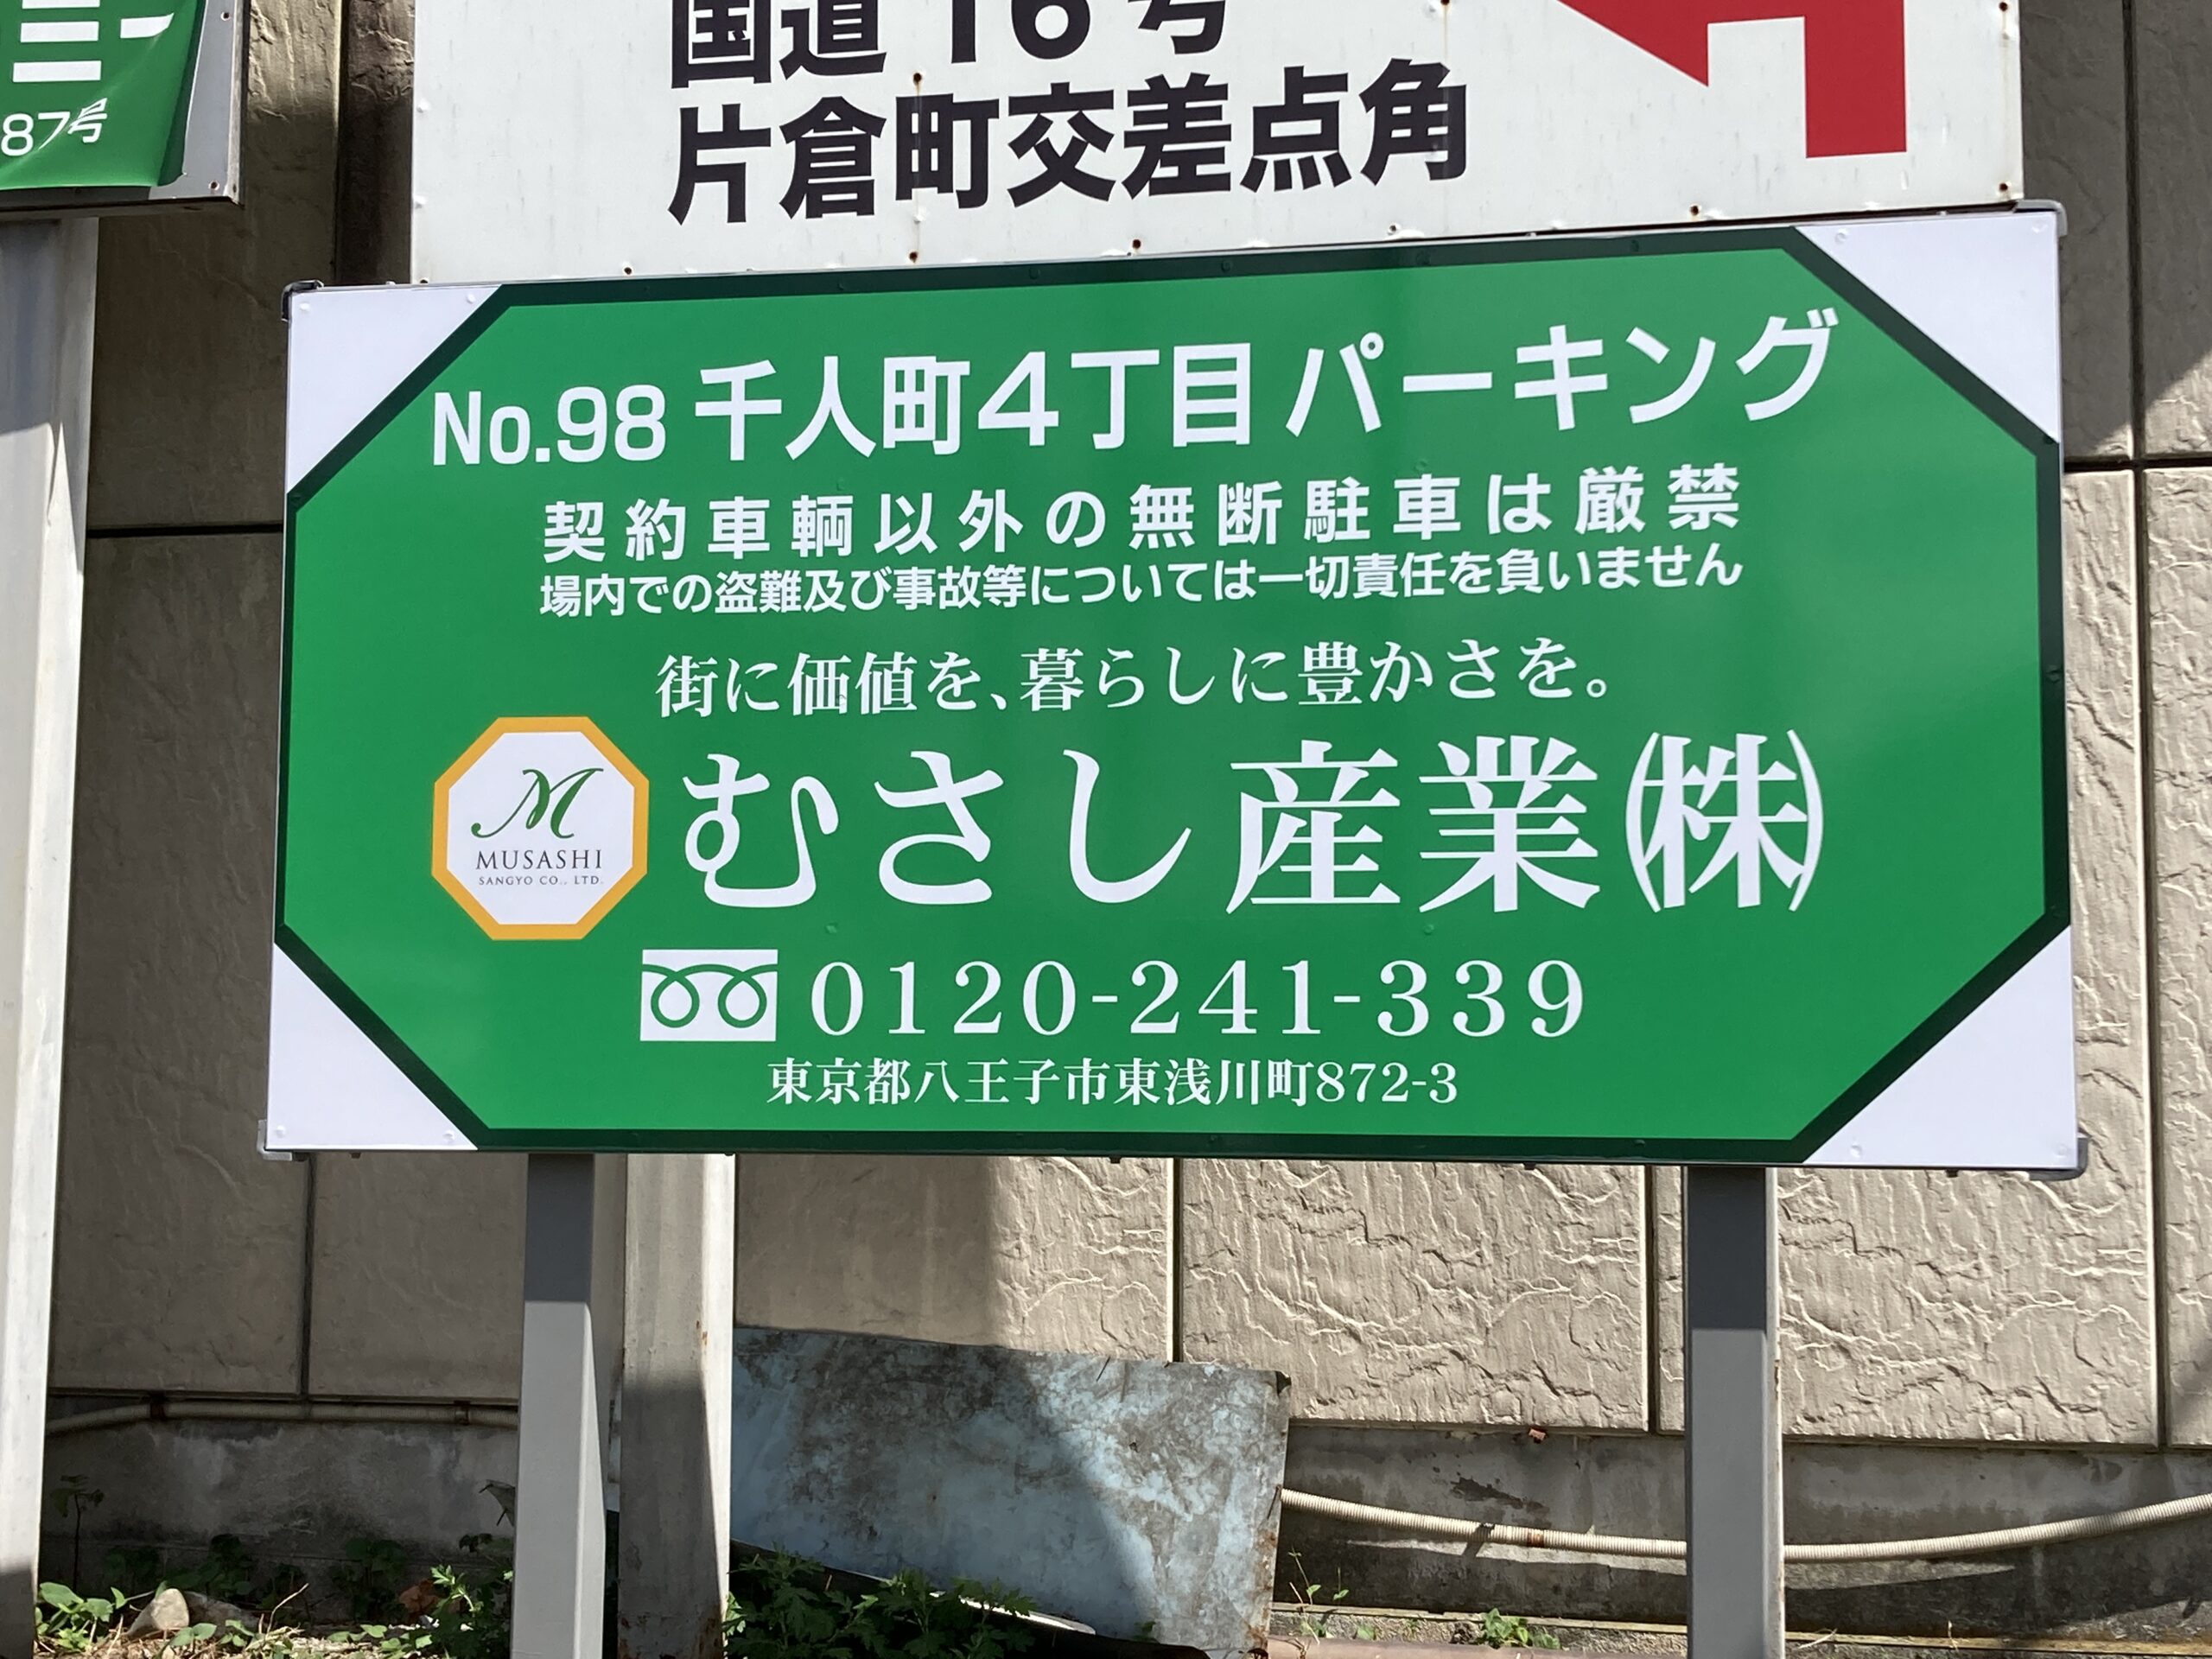 国道16号
片倉町交差点角
87号
No.98 千人町4丁目 パーキング
契約車輌以外の無断駐車は厳禁
場内での盗難及び事故等については一切責任を負いません
街に価値を、暮らしに豊かさを。
M
MUSASHI
SANGYO CO., LTD.
むさし産業㈱
0120-241-339
東京都八王子市東浅川町872-3